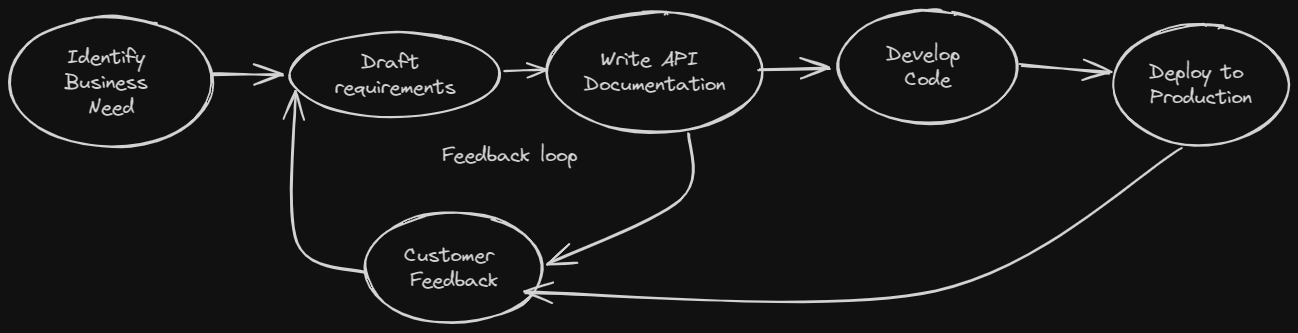 Identify
Business
Need
Draft
requirements
Write API
Documentation
Develop
Code
Deploy to
Production
Feedback loop
Customer
Feedback